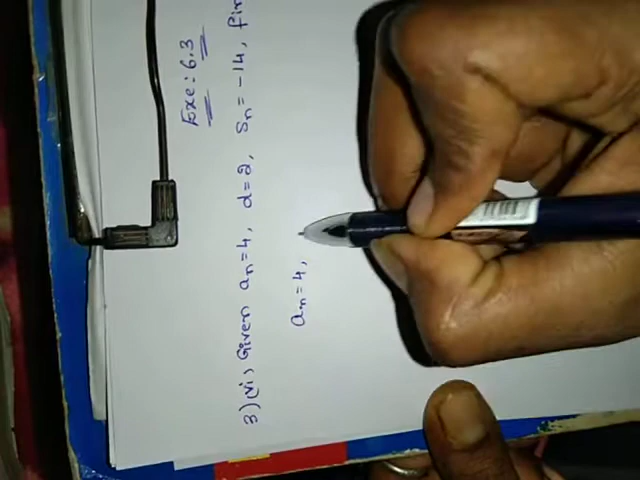 Exe: 6.3
3)(vi) Given an = 4, d = 2, Sn = -14, fin
an = 4,